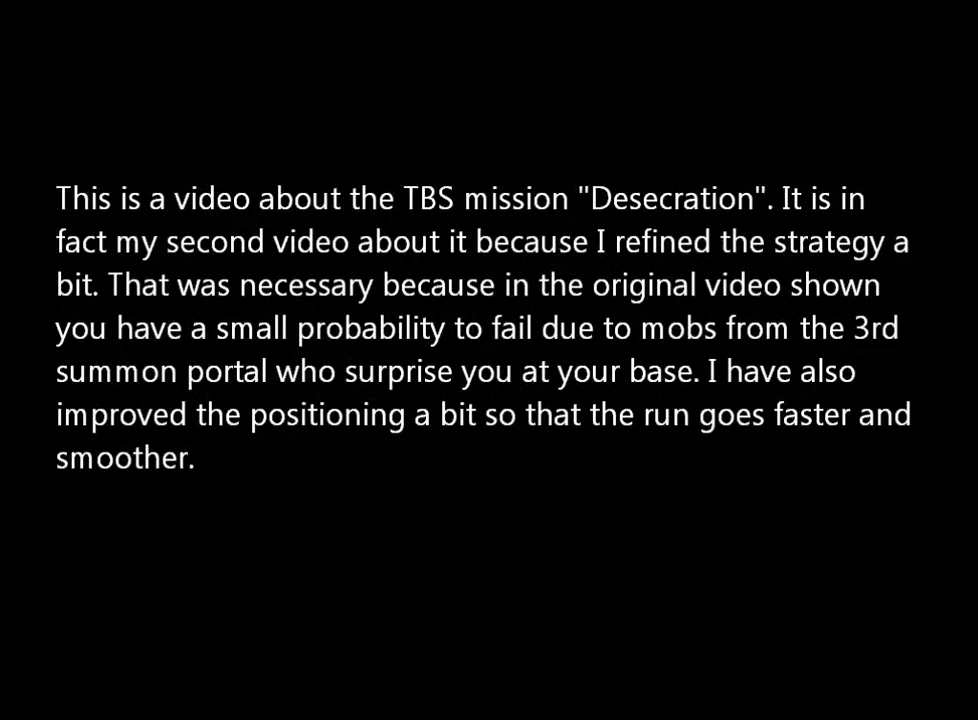 This is a video about the TBS mission "Desecration". It is in
fact my second video about it because I refined the strategy a
bit. That was necessary because in the original video shown
you have a small probability to fail due to mobs from the 3rd
summon portal who surprise you at your base. I have also
improved the positioning a bit so that the run goes faster and
smoother.